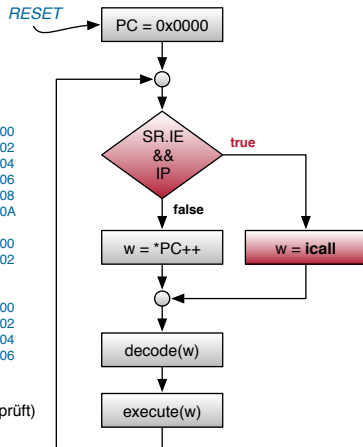 RESET
PC = 0x0000
00
02
04
06
08
0A
00
02
00
02
04
06
SR.IE
&&
IP
true
false
w = *PC++
w = icall
decode(w)
prüft)
execute(w)